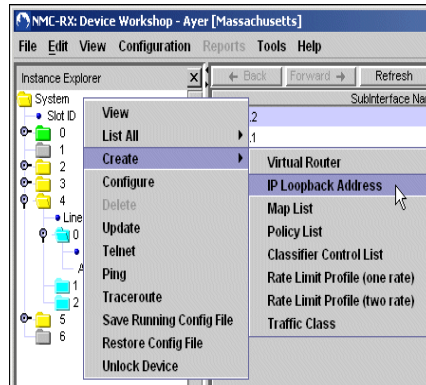 NMC-RX: Device Workshop - Ayer [Massachusetts]
File Edit View Configuration Reports Tools Help
Instance Explorer X
Back Forward Refresh
SubInterface Na
System
Slot ID
0
1
2
3
4
Line
0
A
1
2
5
6
.2
.1
View
List All
Create
Configure
Delete
Update
Telnet
Ping
Traceroute
Save Running Config File
Restore Config File
Unlock Device
Virtual Router
IP Loopback Address
Map List
Policy List
Classifier Control List
Rate Limit Profile (one rate)
Rate Limit Profile (two rate)
Traffic Class